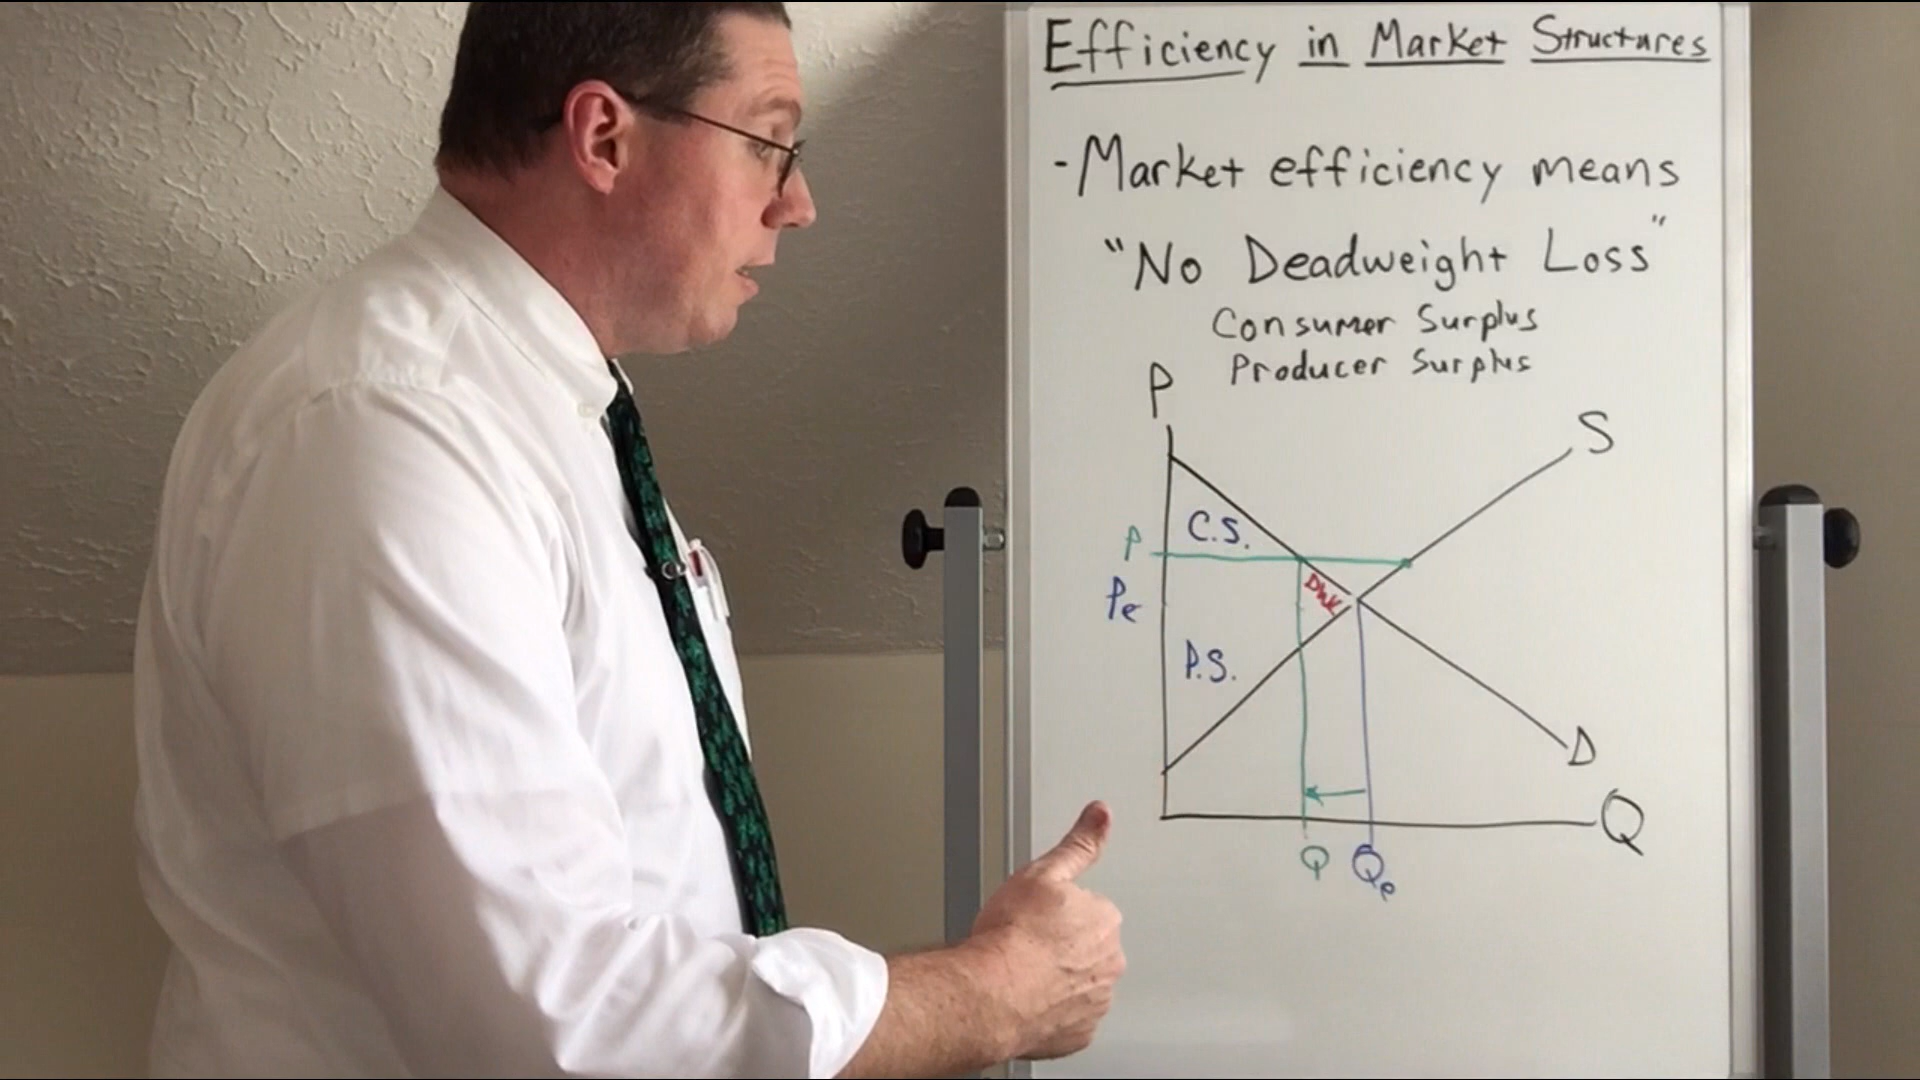 Efficiency in Market Structures
-Market efficiency means
"No Deadweight Loss"
Consumer Surplus
Producer Surplus
P
S
C.S.
P
DWL
Pe
P.S.
D
Q
Q
Qe